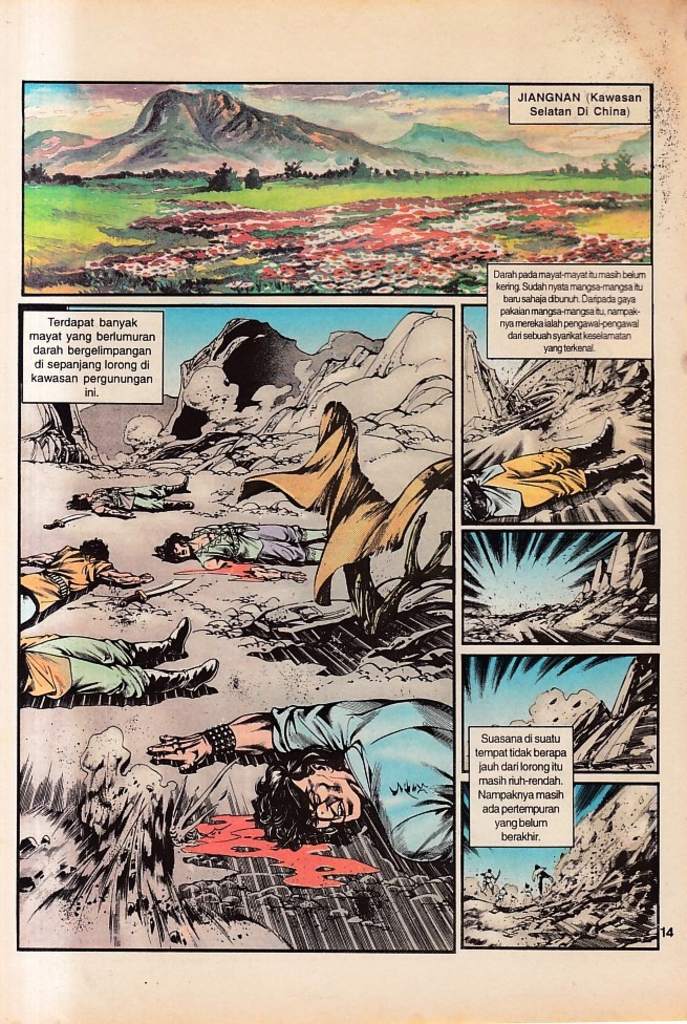 JIANGNAN (Kawasan
Selatan Di China)
Terdapat banyak
mayat yang berlumuran
darah bergelimpangan
di sepanjang lorong di
kawasan pergunungan
ini.
Darah pada mayat-mayat itu masih belum
kering. Sudah nyata mangsa-mangsa itu
baru sahaja dibunuh. Daripada gaya
pakaian mangsa-mangsa itu, nampak-
nya mereka ialah pengawal-pengawal
dari sebuah syarikat keselamatan
yang terkenal.
Suasana di suatu
tempat tidak berapa
jauh dari lorong itu
masih riuh-rendah.
Nampaknya masih
ada pertempuran
yang belum
berakhir.
14